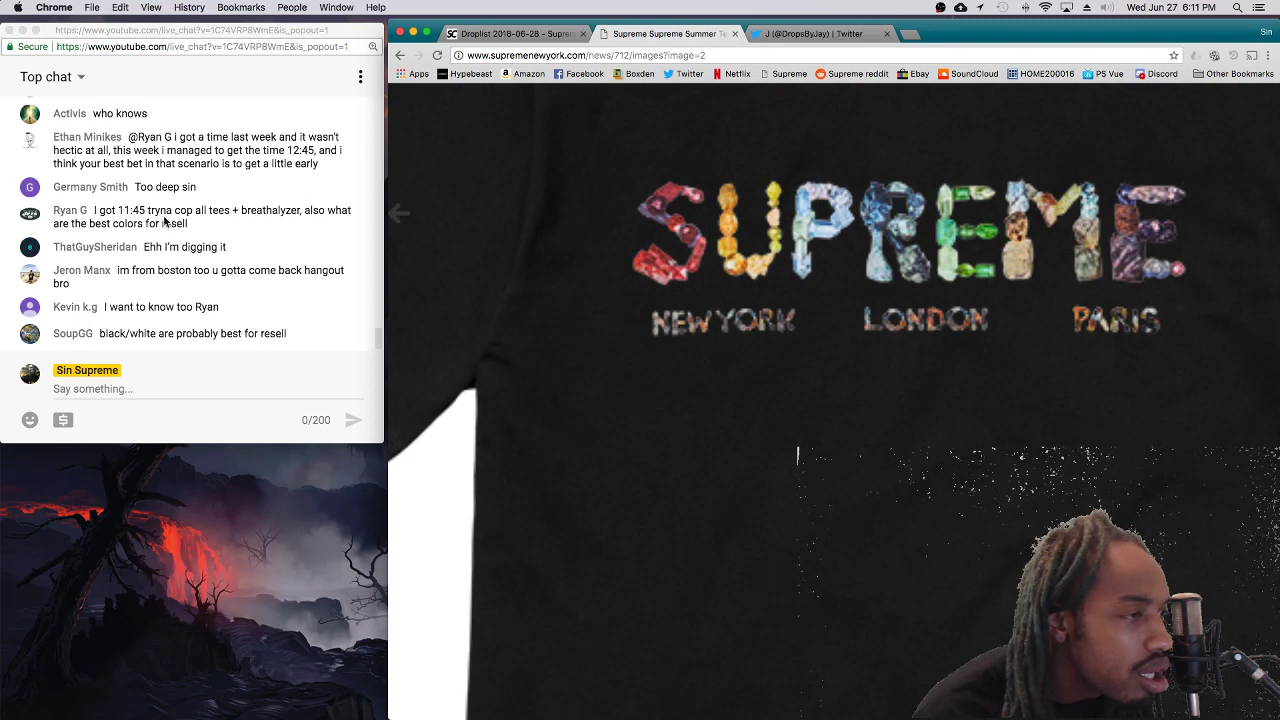 Chrome File Edit View History Bookmarks People Window Help
Wed Jun 27 6:11 PM
https://www.youtube.com/live_chat?v=1C74VRP8WmE&is_popout=1
Secure https://www.youtube.com/live_chat?v=1C74VRP8WmE&is_popout=1
Top chat
Activis who knows
Ethan Minikes @Ryan G i got a time last week and it wasn't
hectic at all, this week i managed to get the time 12:45, and i
think your best bet in that scenario is to get a little early
G Germany Smith Too deep sin
Ryan G I got 11:45 tryna cop all tees + breathalyzer, also what
are the best colors for resell
ThatGuySheridan Ehh I'm digging it
Jeron Manx im from boston too u gotta come back hangout
bro
Kevin k.g I want to know too Ryan
SoupGG black/white are probably best for resell
Sin Supreme
Say something...
0/200
Droplist 2018-06-28 - Suprem
Supreme Supreme Summer Te
J (@DropsByJay) | Twitter
Sin
www.supremenewyork.com/news/712/images?image=2
Apps Hypebeast Amazon Facebook Boxden Twitter Netflix Supreme Supreme reddit Ebay SoundCloud HOME200B16 PS Vue Discord Other Bookmarks
SUPREME.
NEW YORK LONDON PARIS